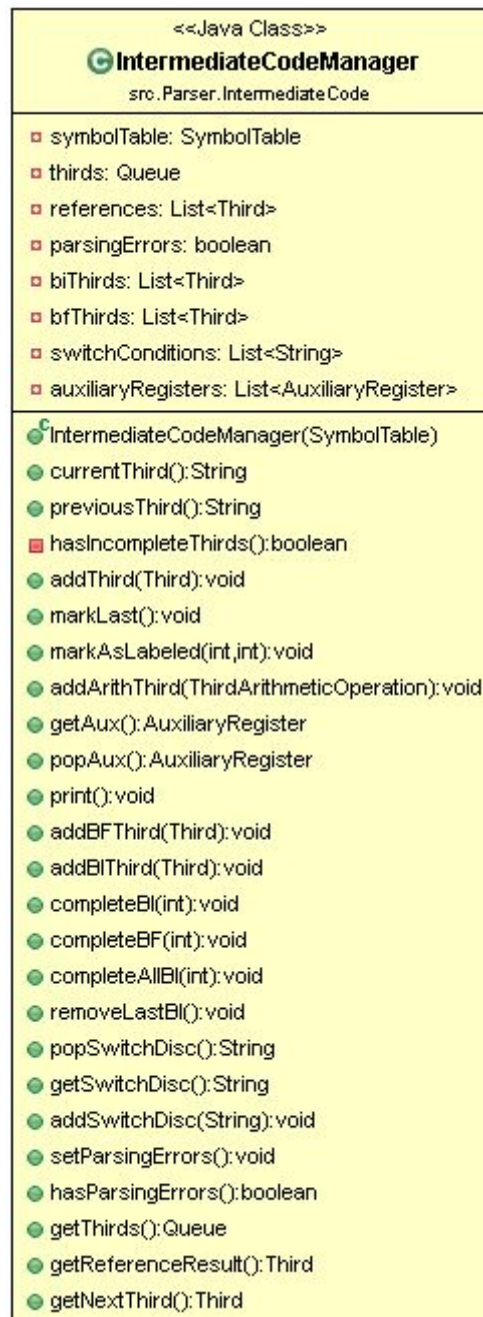 <<Java Class>>
IntermediateCodeManager
src.Parser.IntermediateCode
symbolTable: SymbolTable
thirds: Queue
references: List<Third>
parsingErrors: boolean
biThirds: List<Third>
bfThirds: List<Third>
switchConditions: List<String>
auxiliaryRegisters: List<AuxiliaryRegister>
IntermediateCodeManager(SymbolTable)
currentThird():String
previousThird():String
hasIncompleteThirds():boolean
addThird(Third):void
markLast():void
markAsLabeled(int,int):void
addArithThird(ThirdArithmeticOperation):void
getAux():AuxiliaryRegister
popAux():AuxiliaryRegister
print():void
addBFThird(Third):void
addBIThird(Third):void
completeBI(int):void
completeBF(int):void
completeAllBI(int):void
removeLastBI():void
popSwitchDisc():String
getSwitchDisc():String
addSwitchDisc(String):void
setParsingErrors():void
hasParsingErrors():boolean
getThirds():Queue
getReferenceResult():Third
getNextThird():Third